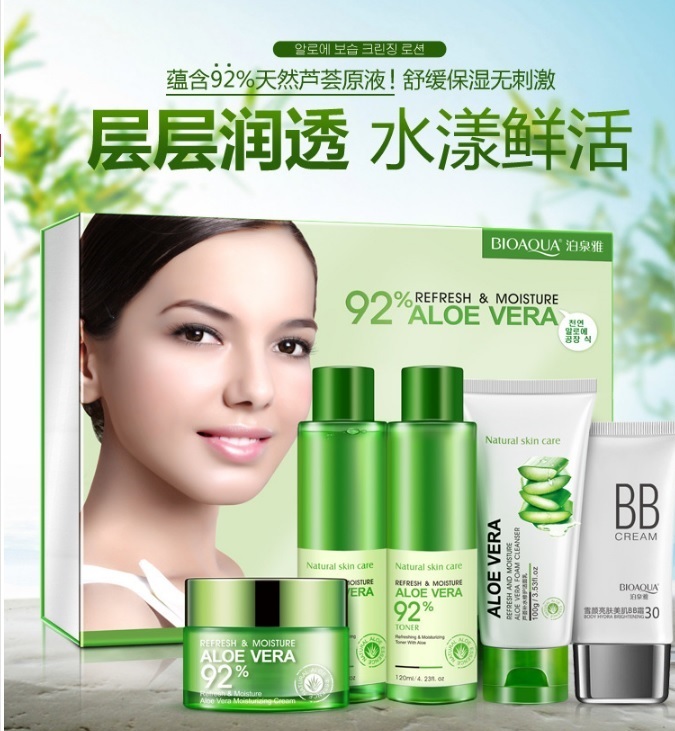 알로에 보습 크린징 로션
蕴含92%天然芦荟原液！舒缓保湿无刺激
层层润透 水漾鲜活
BIOAQUA® 泊泉雅
92% REFRESH & MOISTURE
ALOE VERA
천연
알로에
공장 식
Natural skin care
REFRESH & MOISTURE
ALOE VERA
92%
TONER
Refreshing & Moisturizing
Toner With Aloe
120ml/4. 23fl.oz
Natural skin care
MOISTURE
VERA
Natural skin care
ALOE VERA
REFRESH AND MOISTURE
ALOE VERA FOAM CLEANSER
100g / 3.53fl.oz
BB
CREAM
BIOAQUA®
泊泉雅
BODY HYDRA BRIGHTENING
30
REFRESH & MOISTURE
ALOE VERA
92%
Refresh & Moisture
Aloe Vera Moisturizing Cream